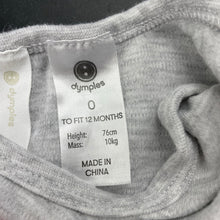 dymples
dymples
0
TO FIT 12 MONTHS
Height: 76cm
Mass: 10kg
MADE IN
CHINA